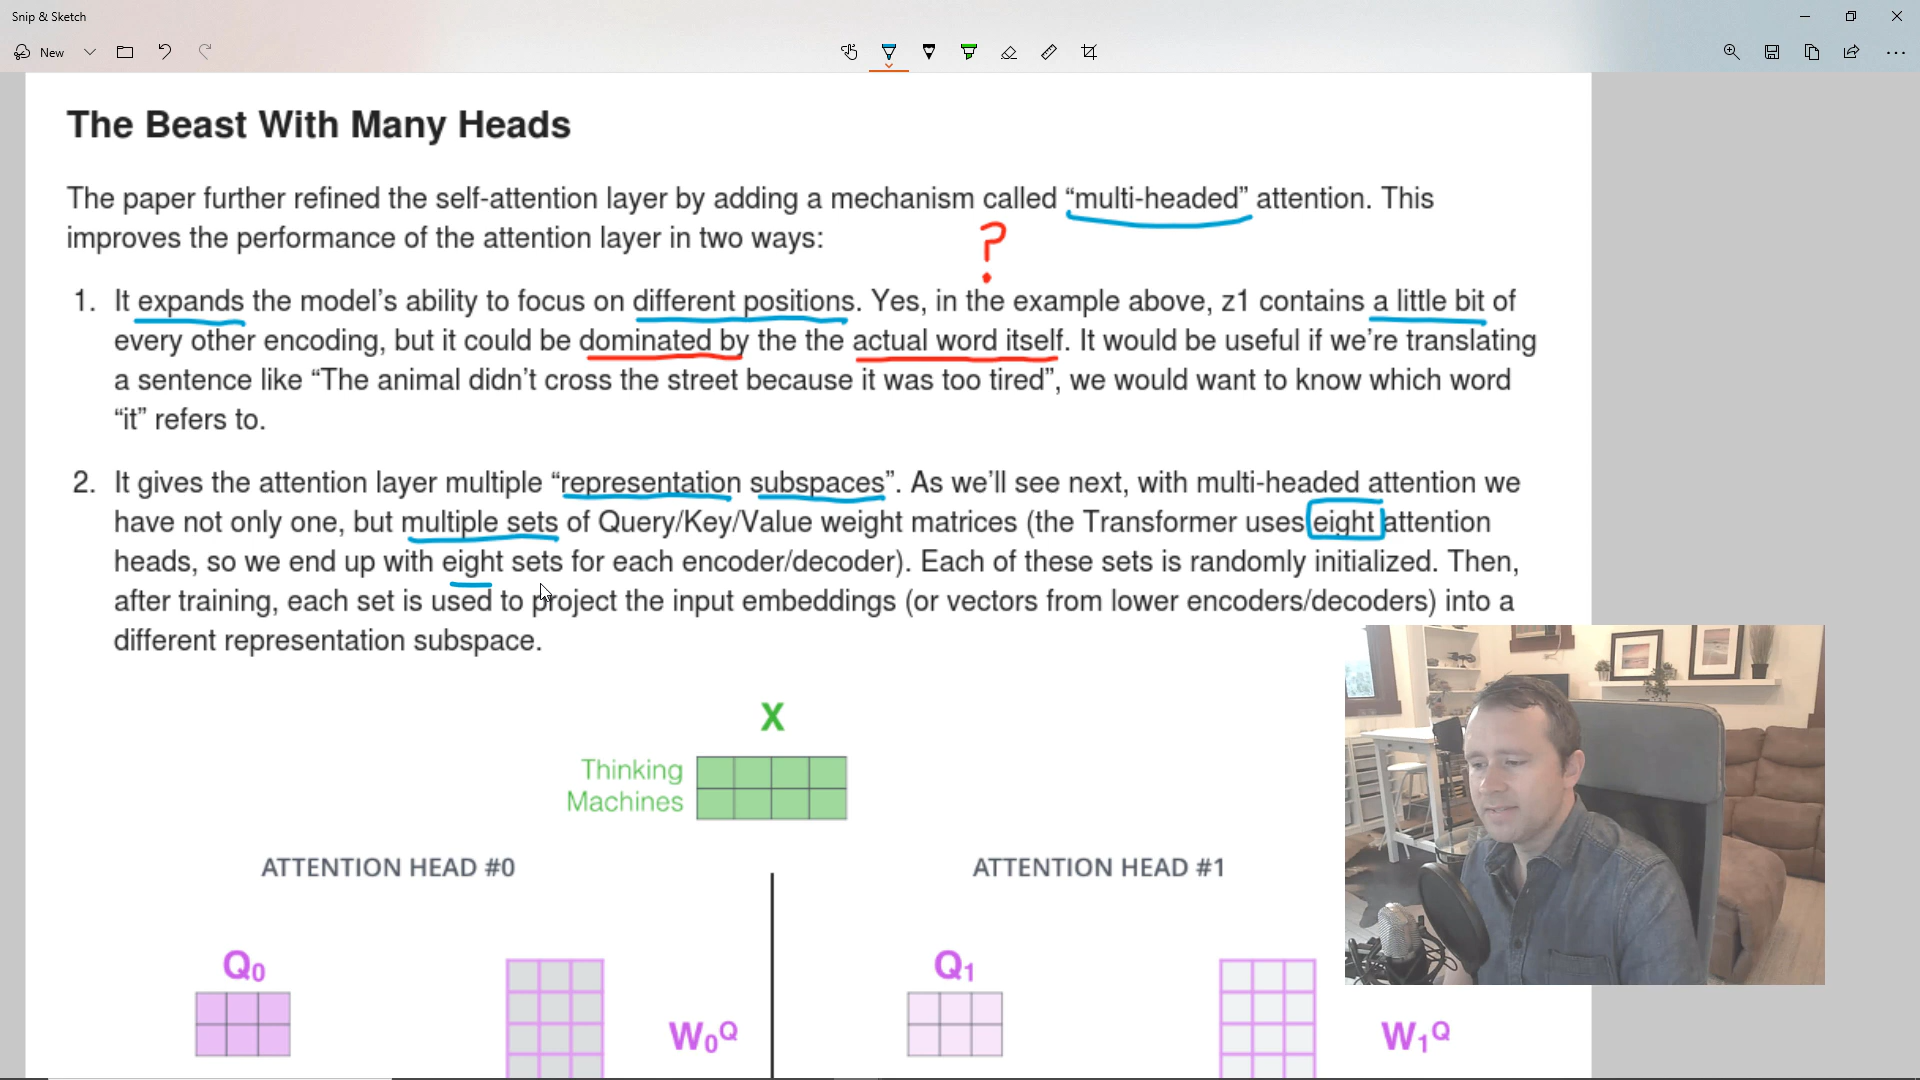 Snip & Sketch
New
The Beast With Many Heads
The paper further refined the self-attention layer by adding a mechanism called “multi-headed” attention. This
improves the performance of the attention layer in two ways:
?
1. It expands the model’s ability to focus on different positions. Yes, in the example above, z1 contains a little bit of
every other encoding, but it could be dominated by the the actual word itself. It would be useful if we’re translating
a sentence like “The animal didn’t cross the street because it was too tired”, we would want to know which word
“it” refers to.
2. It gives the attention layer multiple “representation subspaces”. As we’ll see next, with multi-headed attention we
have not only one, but multiple sets of Query/Key/Value weight matrices (the Transformer uses eight attention
heads, so we end up with eight sets for each encoder/decoder). Each of these sets is randomly initialized. Then,
after training, each set is used to project the input embeddings (or vectors from lower encoders/decoders) into a
different representation subspace.
X
Thinking
Machines
ATTENTION HEAD #0
ATTENTION HEAD #1
Q0
Q1
W0Q
W1Q